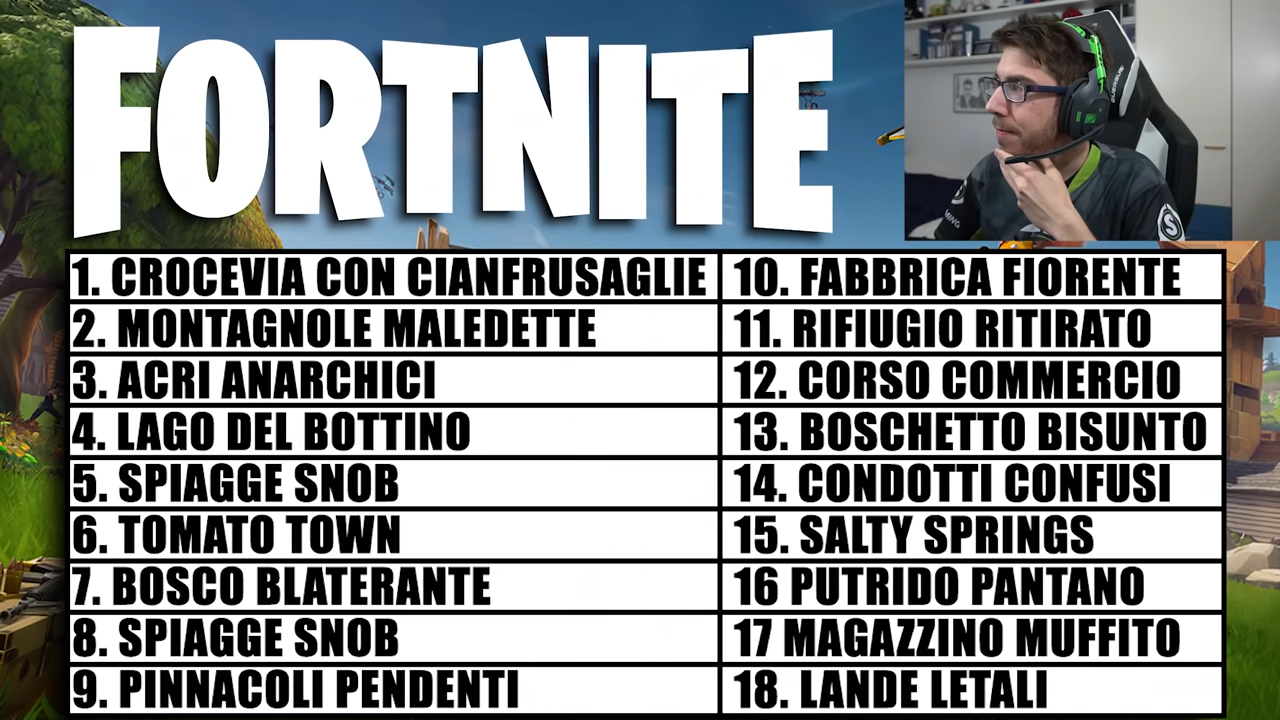 FORTNITE
1. CROCEVIA CON CIANFRUSAGLIE
2. MONTAGNOLE MALEDETTE
3. ACRI ANARCHICI
4. LAGO DEL BOTTINO
5. SPIAGGE SNOB
6. TOMATO TOWN
7. BOSCO BLATERANTE
8. SPIAGGE SNOB
9. PINNACOLI PENDENTI
10. FABBRICA FIORENTE
11. RIFIUGIO RITIRATO
12. CORSO COMMERCIO
13. BOSCHETTO BISUNTO
14. CONDOTTI CONFUSI
15. SALTY SPRINGS
16 PUTRIDO PANTANO
17 MAGAZZINO MUFFITO
18. LANDE LETALI